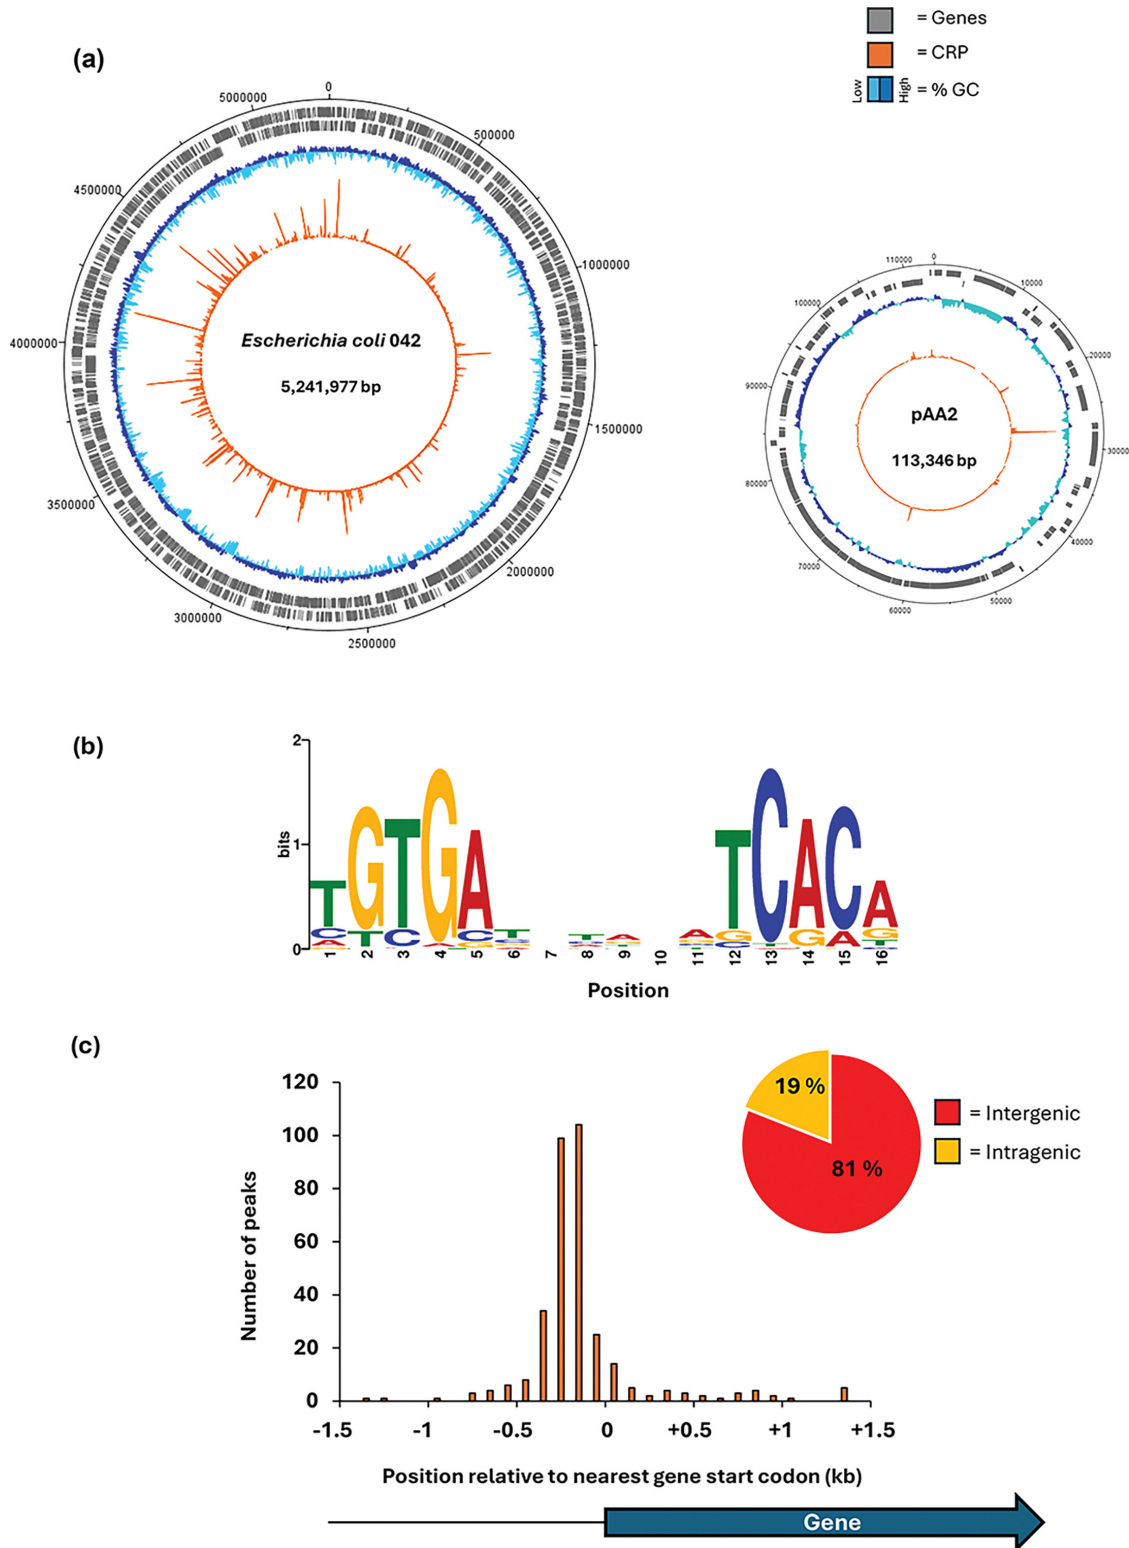 = Genes
(a)
= CRP
Low
High
= % GC
0
5000000
500000
4500000
1000000
4000000
1500000
3500000
2000000
3000000
2500000
Escherichia coli 042
5,241,977 bp
0
110000
10000
100000
20000
90000
30000
80000
40000
70000
50000
60000
pAA2
113,346 bp
(b)
2
1
0
bits
TGTGA
TCACA
1 2 3 4 5 6 7 8 9 10 11 12 13 14 15 16
Position
(c)
120
100
80
60
40
20
0
Number of peaks
19 %
81 %
= Intergenic
= Intragenic
-1.5 -1 -0.5 0 +0.5 +1 +1.5
Position relative to nearest gene start codon (kb)
Gene